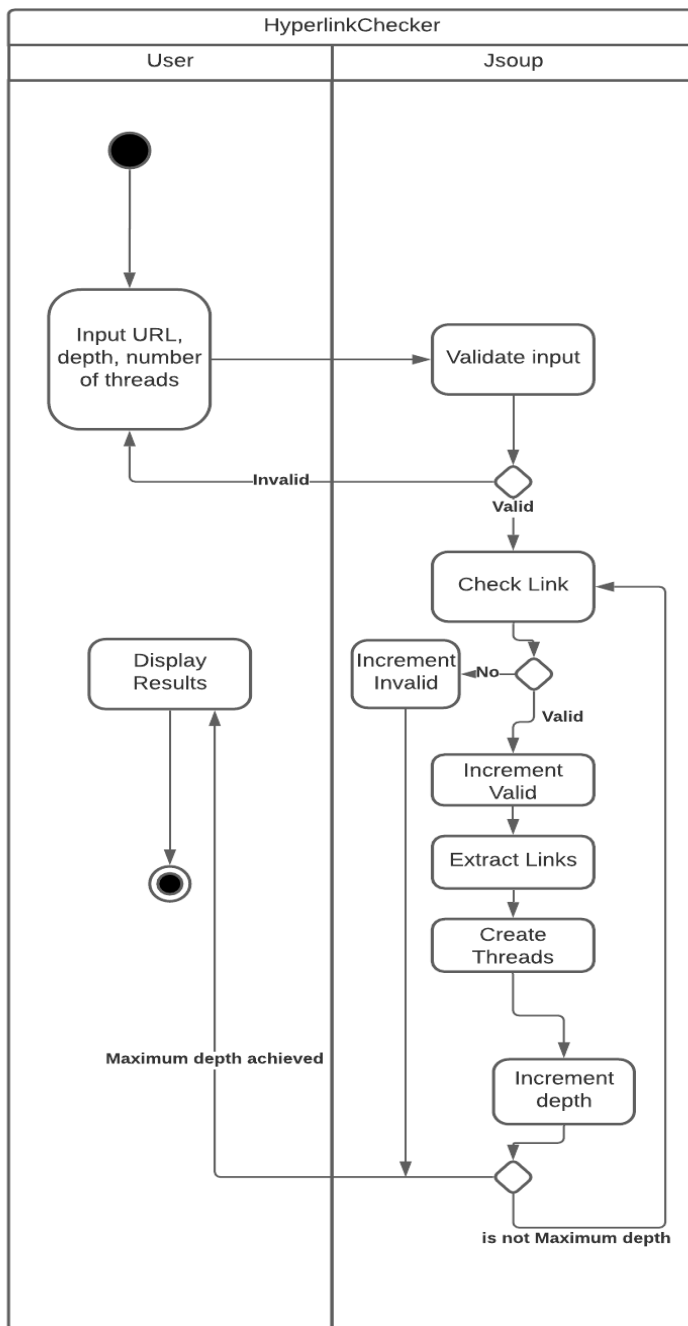 HyperlinkChecker
User
Jsoup
Input URL,
depth, number
of threads
Validate input
Invalid
Valid
Check Link
Display
Results
Increment
Invalid
No
Valid
Increment
Valid
Extract Links
Create
Threads
Maximum depth achieved
Increment
depth
is not Maximum depth